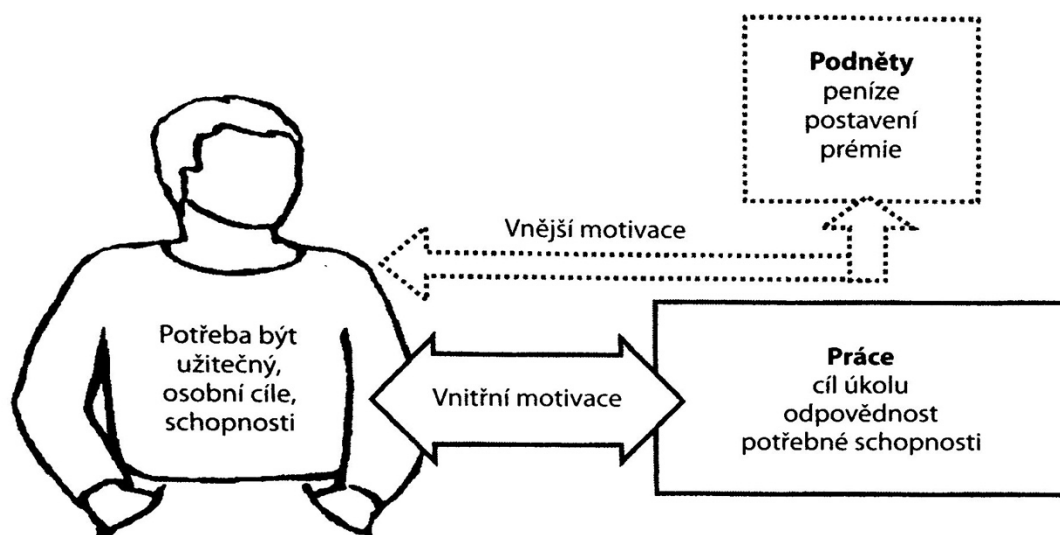 Podněty
peníze
postavení
prémie
Vnější motivace
Potřeba být
užitečný,
osobní cíle,
schopnosti
Vnitřní motivace
Práce
cíl úkolu
odpovědnost
potřebné schopnosti